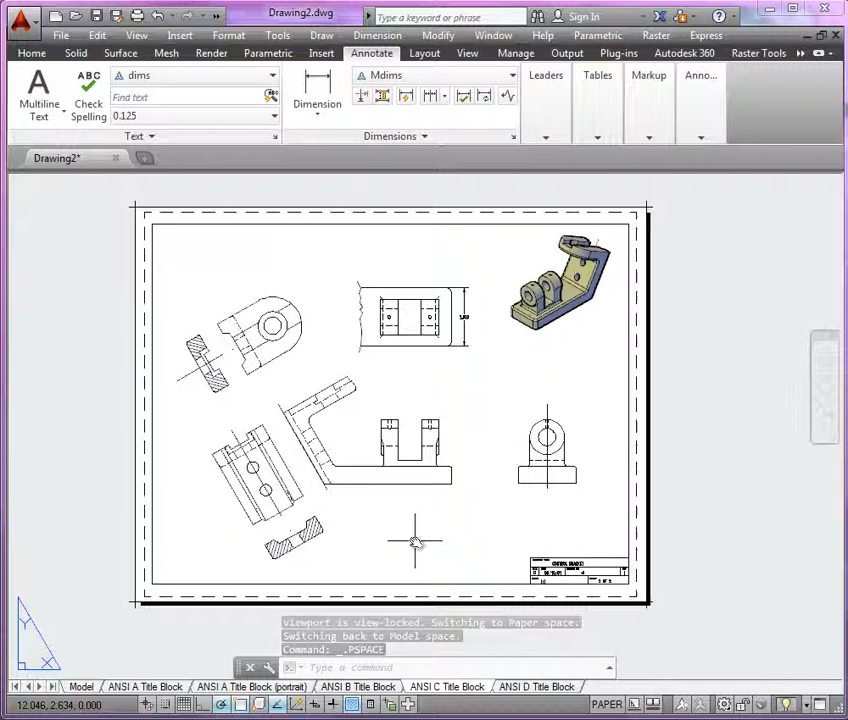 Drawing2.dwg
Type a keyword or phrase
Sign In
File Edit View Insert Format Tools Draw Dimension Modify Window Help Parametric Raster Express
Home Solid Surface Mesh Render Parametric Insert Annotate Layout View Manage Output Plug-ins Autodesk 360 Raster Tools
A ABC dims Mdims Leaders Tables Markup Anno...
Find text
Multiline Text
Check Spelling
Dimension
0.125
Text
Dimensions
Drawing2*
CONTROL BRACKET
Viewport is view-locked. Switching to Paper space.
Switching back to Model space.
Command: _.PSPACE
Type a command
Y
X
Model ANSI A Title Block ANSI A Title Block (portrait) ANSI B Title Block ANSI C Title Block ANSI D Title Block
12.046, 2.634, 0.000
PAPER